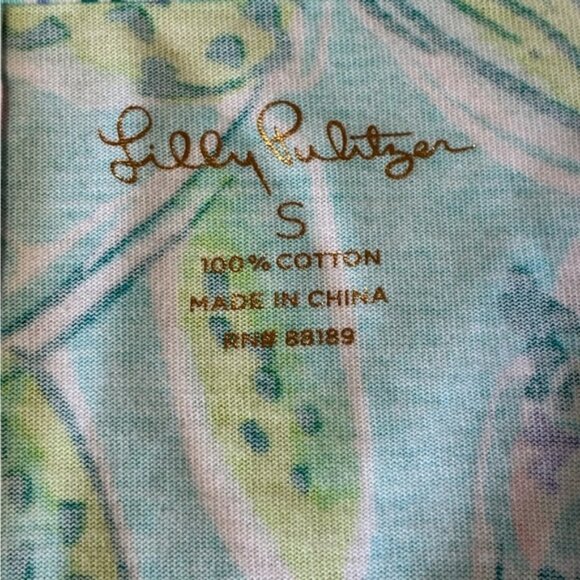 Lilly Pulitzer
S
100% COTTON
MADE IN CHINA
RN# 88189